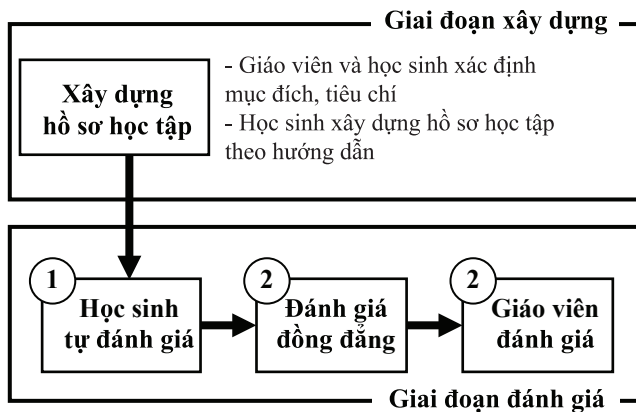 Giai đoạn xây dựng
Xây dựng
hồ sơ học tập
- Giáo viên và học sinh xác định
mục đích, tiêu chí
- Học sinh xây dựng hồ sơ học tập
theo hướng dẫn
1
Học sinh
tự đánh giá
2
Đánh giá
đồng đẳng
2
Giáo viên
đánh giá
Giai đoạn đánh giá